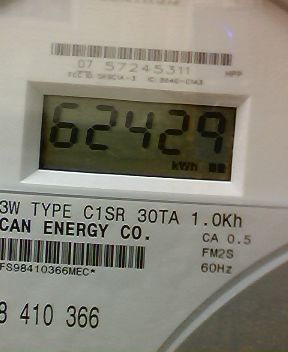 07 57245311
HPP
62429
kWh
3W TYPE C1SR 30TA 1.0Kh
CAN ENERGY CO.
CA 0.5
FM2S
FS98410366MEC*
60Hz
8 410 366